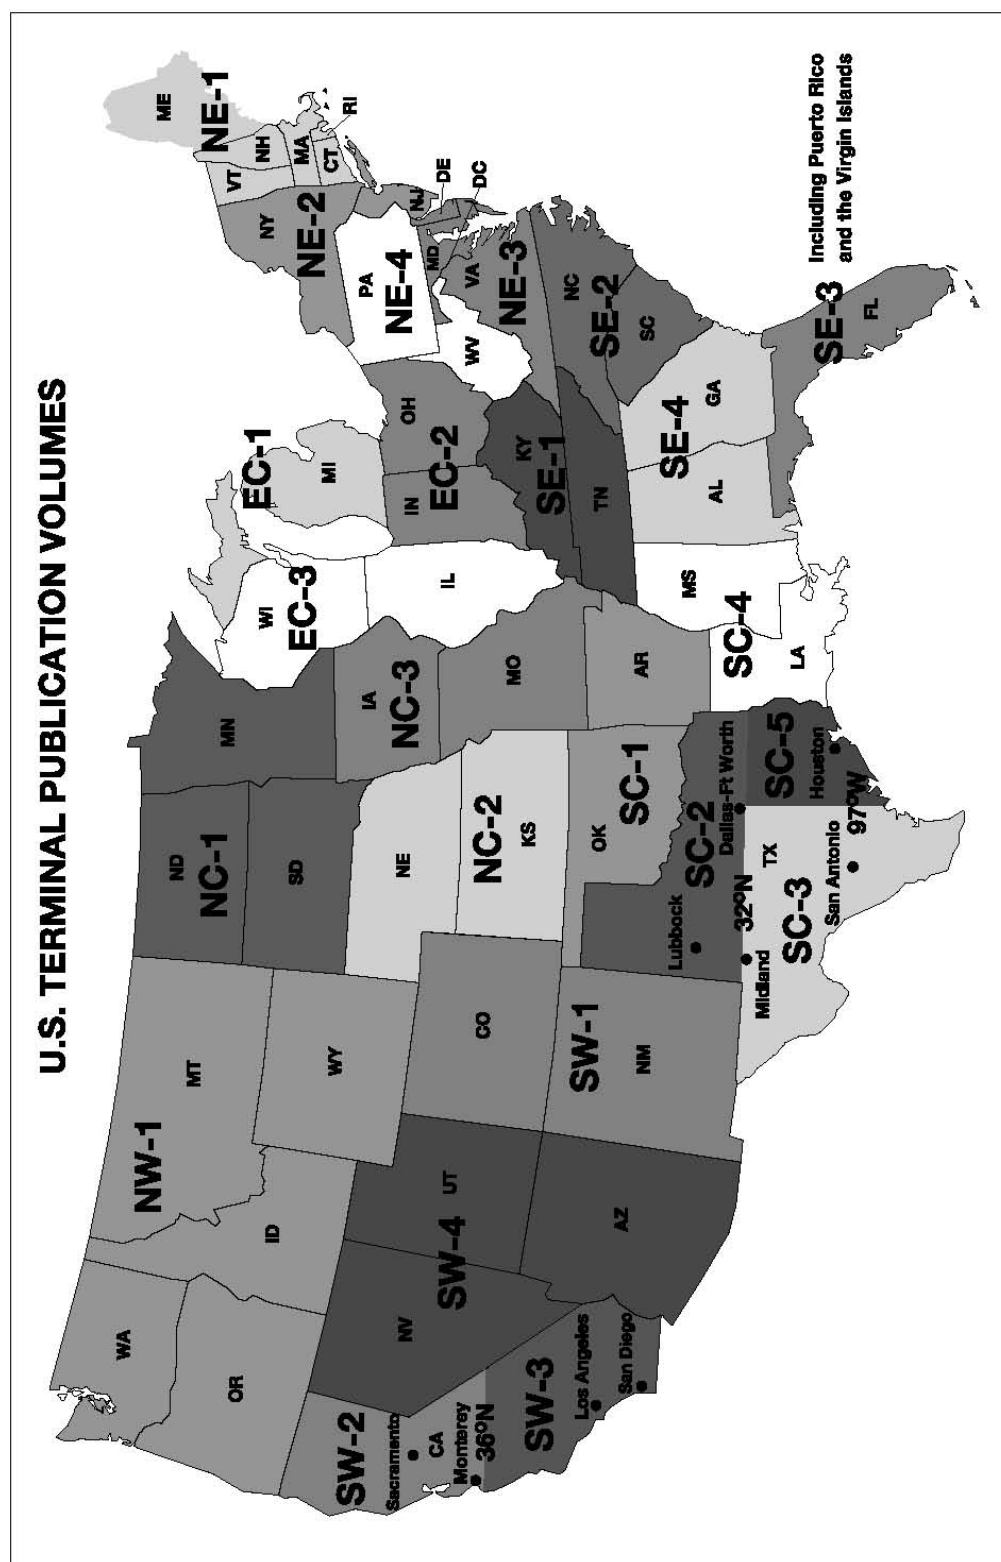 U.S. TERMINAL PUBLICATION VOLUMES
WA
OR
ID
MT
WY
NW-1
SW-2
Sacramento
CA
Monterey
36ºN
SW-3
Los Angeles
San Diego
NV
UT
SW-4
AZ
CO
SW-1
NM
ND
NC-1
SD
MN
NE
NC-2
KS
IA
NC-3
MO
OK
SC-1
AR
SC-2
Lubbock
Dallas-Ft Worth
32ºN
Midland
TX
SC-3
San Antonio
97ºW
SC-5
Houston
SC-4
LA
MS
WI
EC-3
IL
EC-1
MI
IN
OH
EC-2
KY
SE-1
TN
AL
SE-4
GA
NC
SE-2
SC
SE-3
FL
Including Puerto Rico
and the Virgin Islands
WV
VA
NE-3
MD
DC
DE
NJ
PA
NE-4
NY
NE-2
VT
NH
MA
CT
RI
ME
NE-1